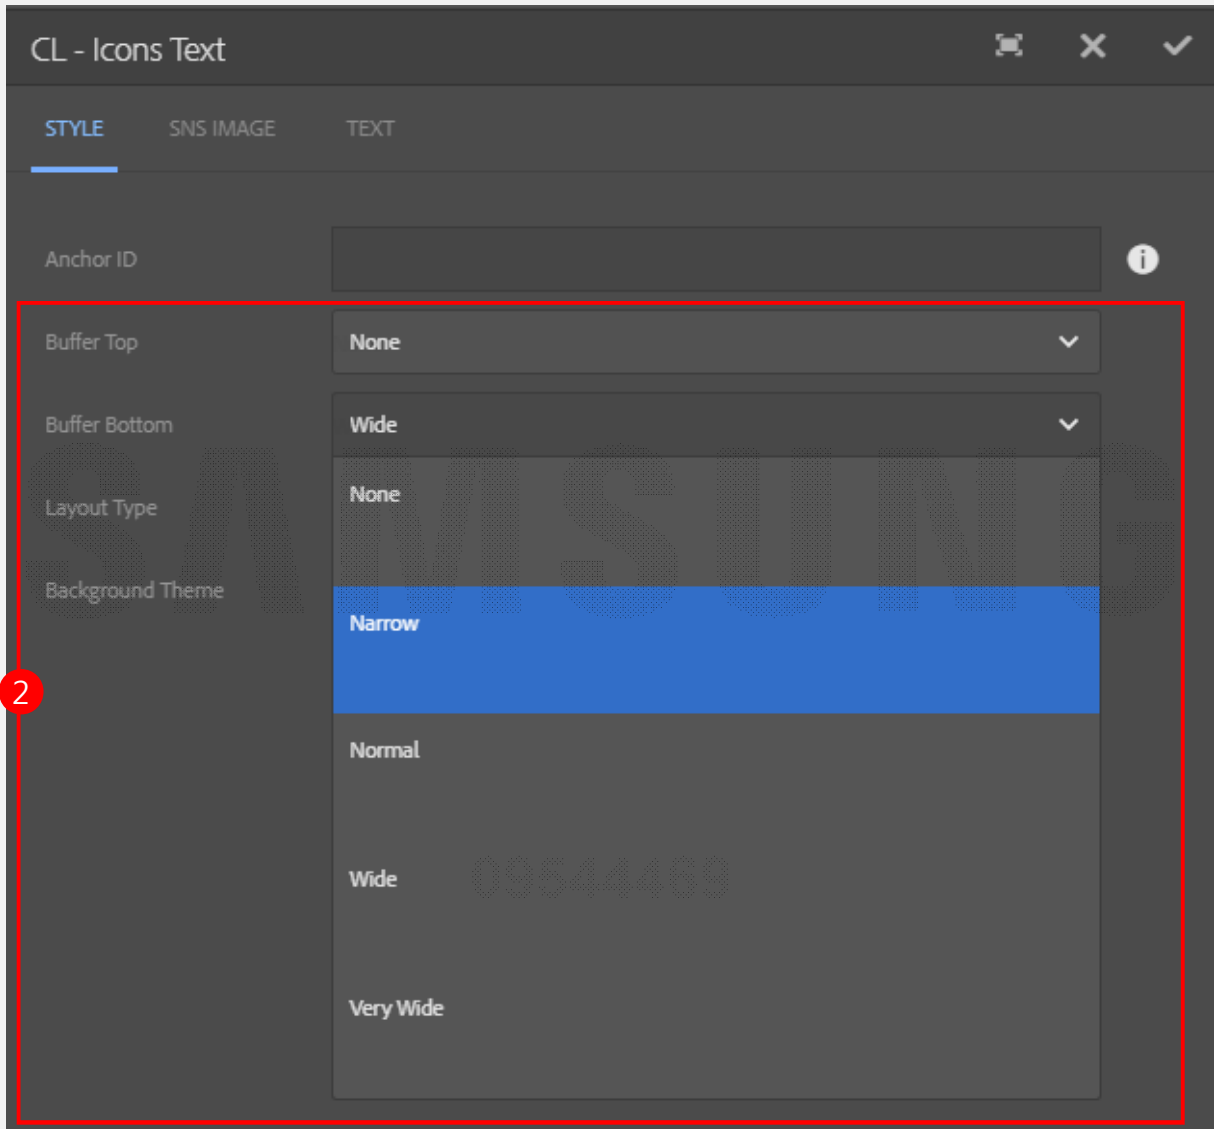 CL - Icons Text
STYLE SNS IMAGE TEXT
Anchor ID
Buffer Top None
Buffer Bottom Wide
None
Layout Type
Background Theme
Narrow
2
Normal
Wide
Very Wide
SAMSUNG
09544469